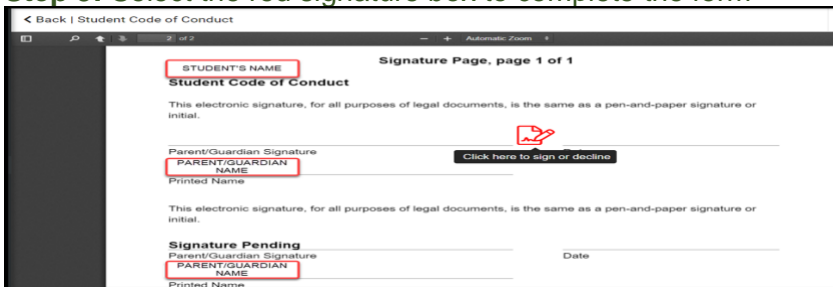 Step 3: Select the red signature box to complete the form
Back | Student Code of Conduct
2 of 2 — + Automatic Zoom
STUDENT'S NAME
Signature Page, page 1 of 1
Student Code of Conduct
This electronic signature, for all purposes of legal documents, is the same as a pen-and-paper signature or
initial.
Parent/Guardian Signature
Click here to sign or decline
PARENT/GUARDIAN
NAME
Printed Name
This electronic signature, for all purposes of legal documents, is the same as a pen-and-paper signature or
initial.
Signature Pending
Parent/Guardian Signature Date
PARENT/GUARDIAN
NAME
Printed Name